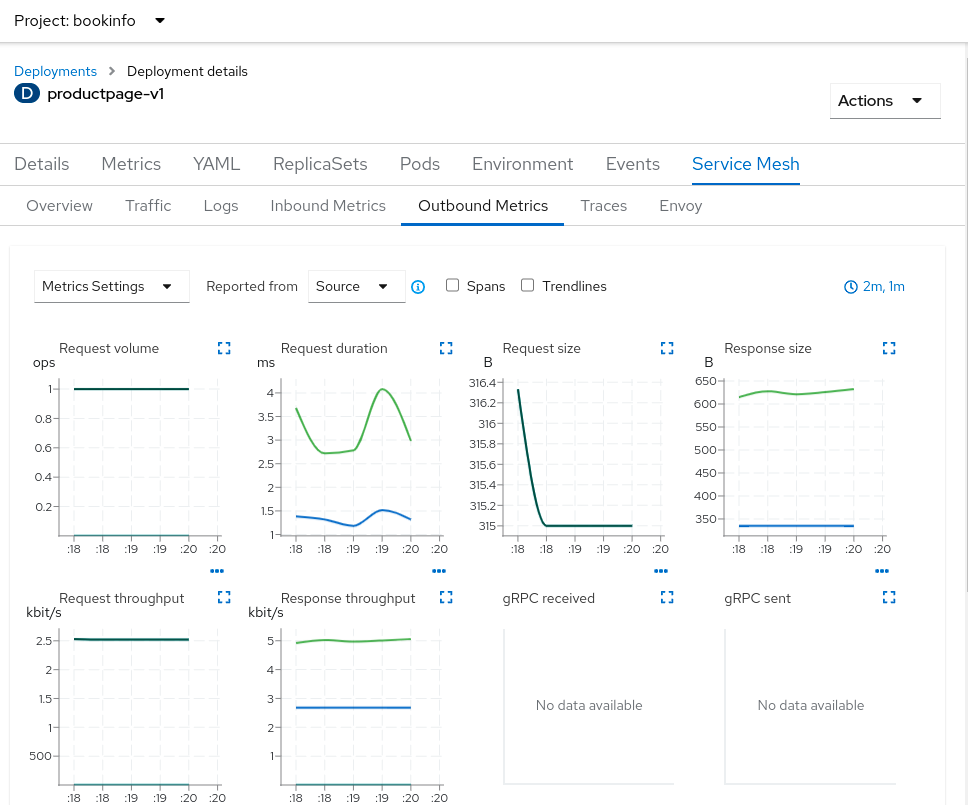 Project: bookinfo
Deployments > Deployment details
D productpage-v1
Actions
Details Metrics YAML ReplicaSets Pods Environment Events Service Mesh
Overview Traffic Logs Inbound Metrics Outbound Metrics Traces Envoy
Metrics Settings Reported from Source Spans Trendlines 2m, 1m
Request volume
ops
1
0.8
0.6
0.4
0.2
:18 :18 :19 :19 :20 :20
Request duration
ms
4
3.5
3
2.5
2
1.5
1
:18 :18 :19 :19 :20 :20
Request size
B
316.4
316.2
316
315.8
315.6
315.4
315.2
315
:18 :18 :19 :19 :20 :20
Response size
B
650
600
550
500
450
400
350
:18 :18 :19 :19 :20 :20
Request throughput
kbit/s
2.5
2
1.5
1
500
:18 :18 :19 :19 :20 :20
Response throughput
kbit/s
5
4
3
2
1
:18 :18 :19 :19 :20 :20
gRPC received
No data available
gRPC sent
No data available